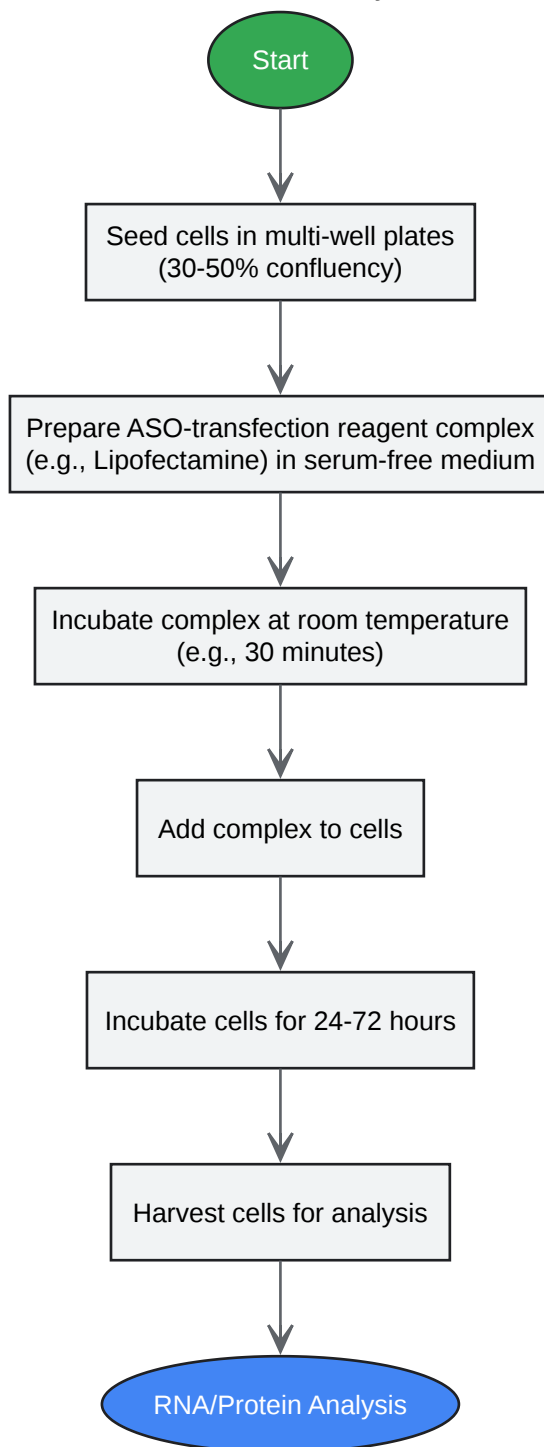 Start
Seed cells in multi-well plates
(30-50% confluency)
Prepare ASO-transfection reagent complex
(e.g., Lipofectamine) in serum-free medium
Incubate complex at room temperature
(e.g., 30 minutes)
Add complex to cells
Incubate cells for 24-72 hours
Harvest cells for analysis
RNA/Protein Analysis